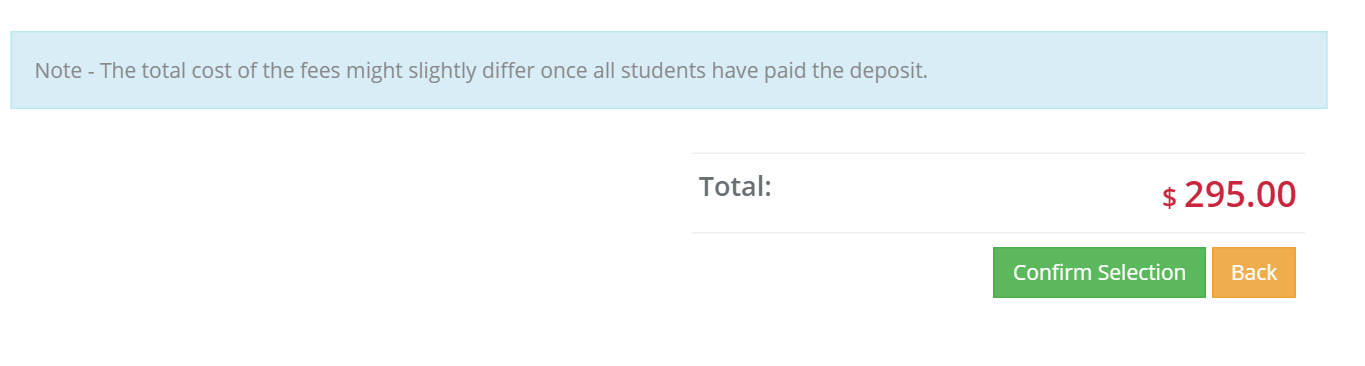 Note - The total cost of the fees might slightly differ once all students have paid the deposit.
Total:
$ 295.00
Confirm Selection Back